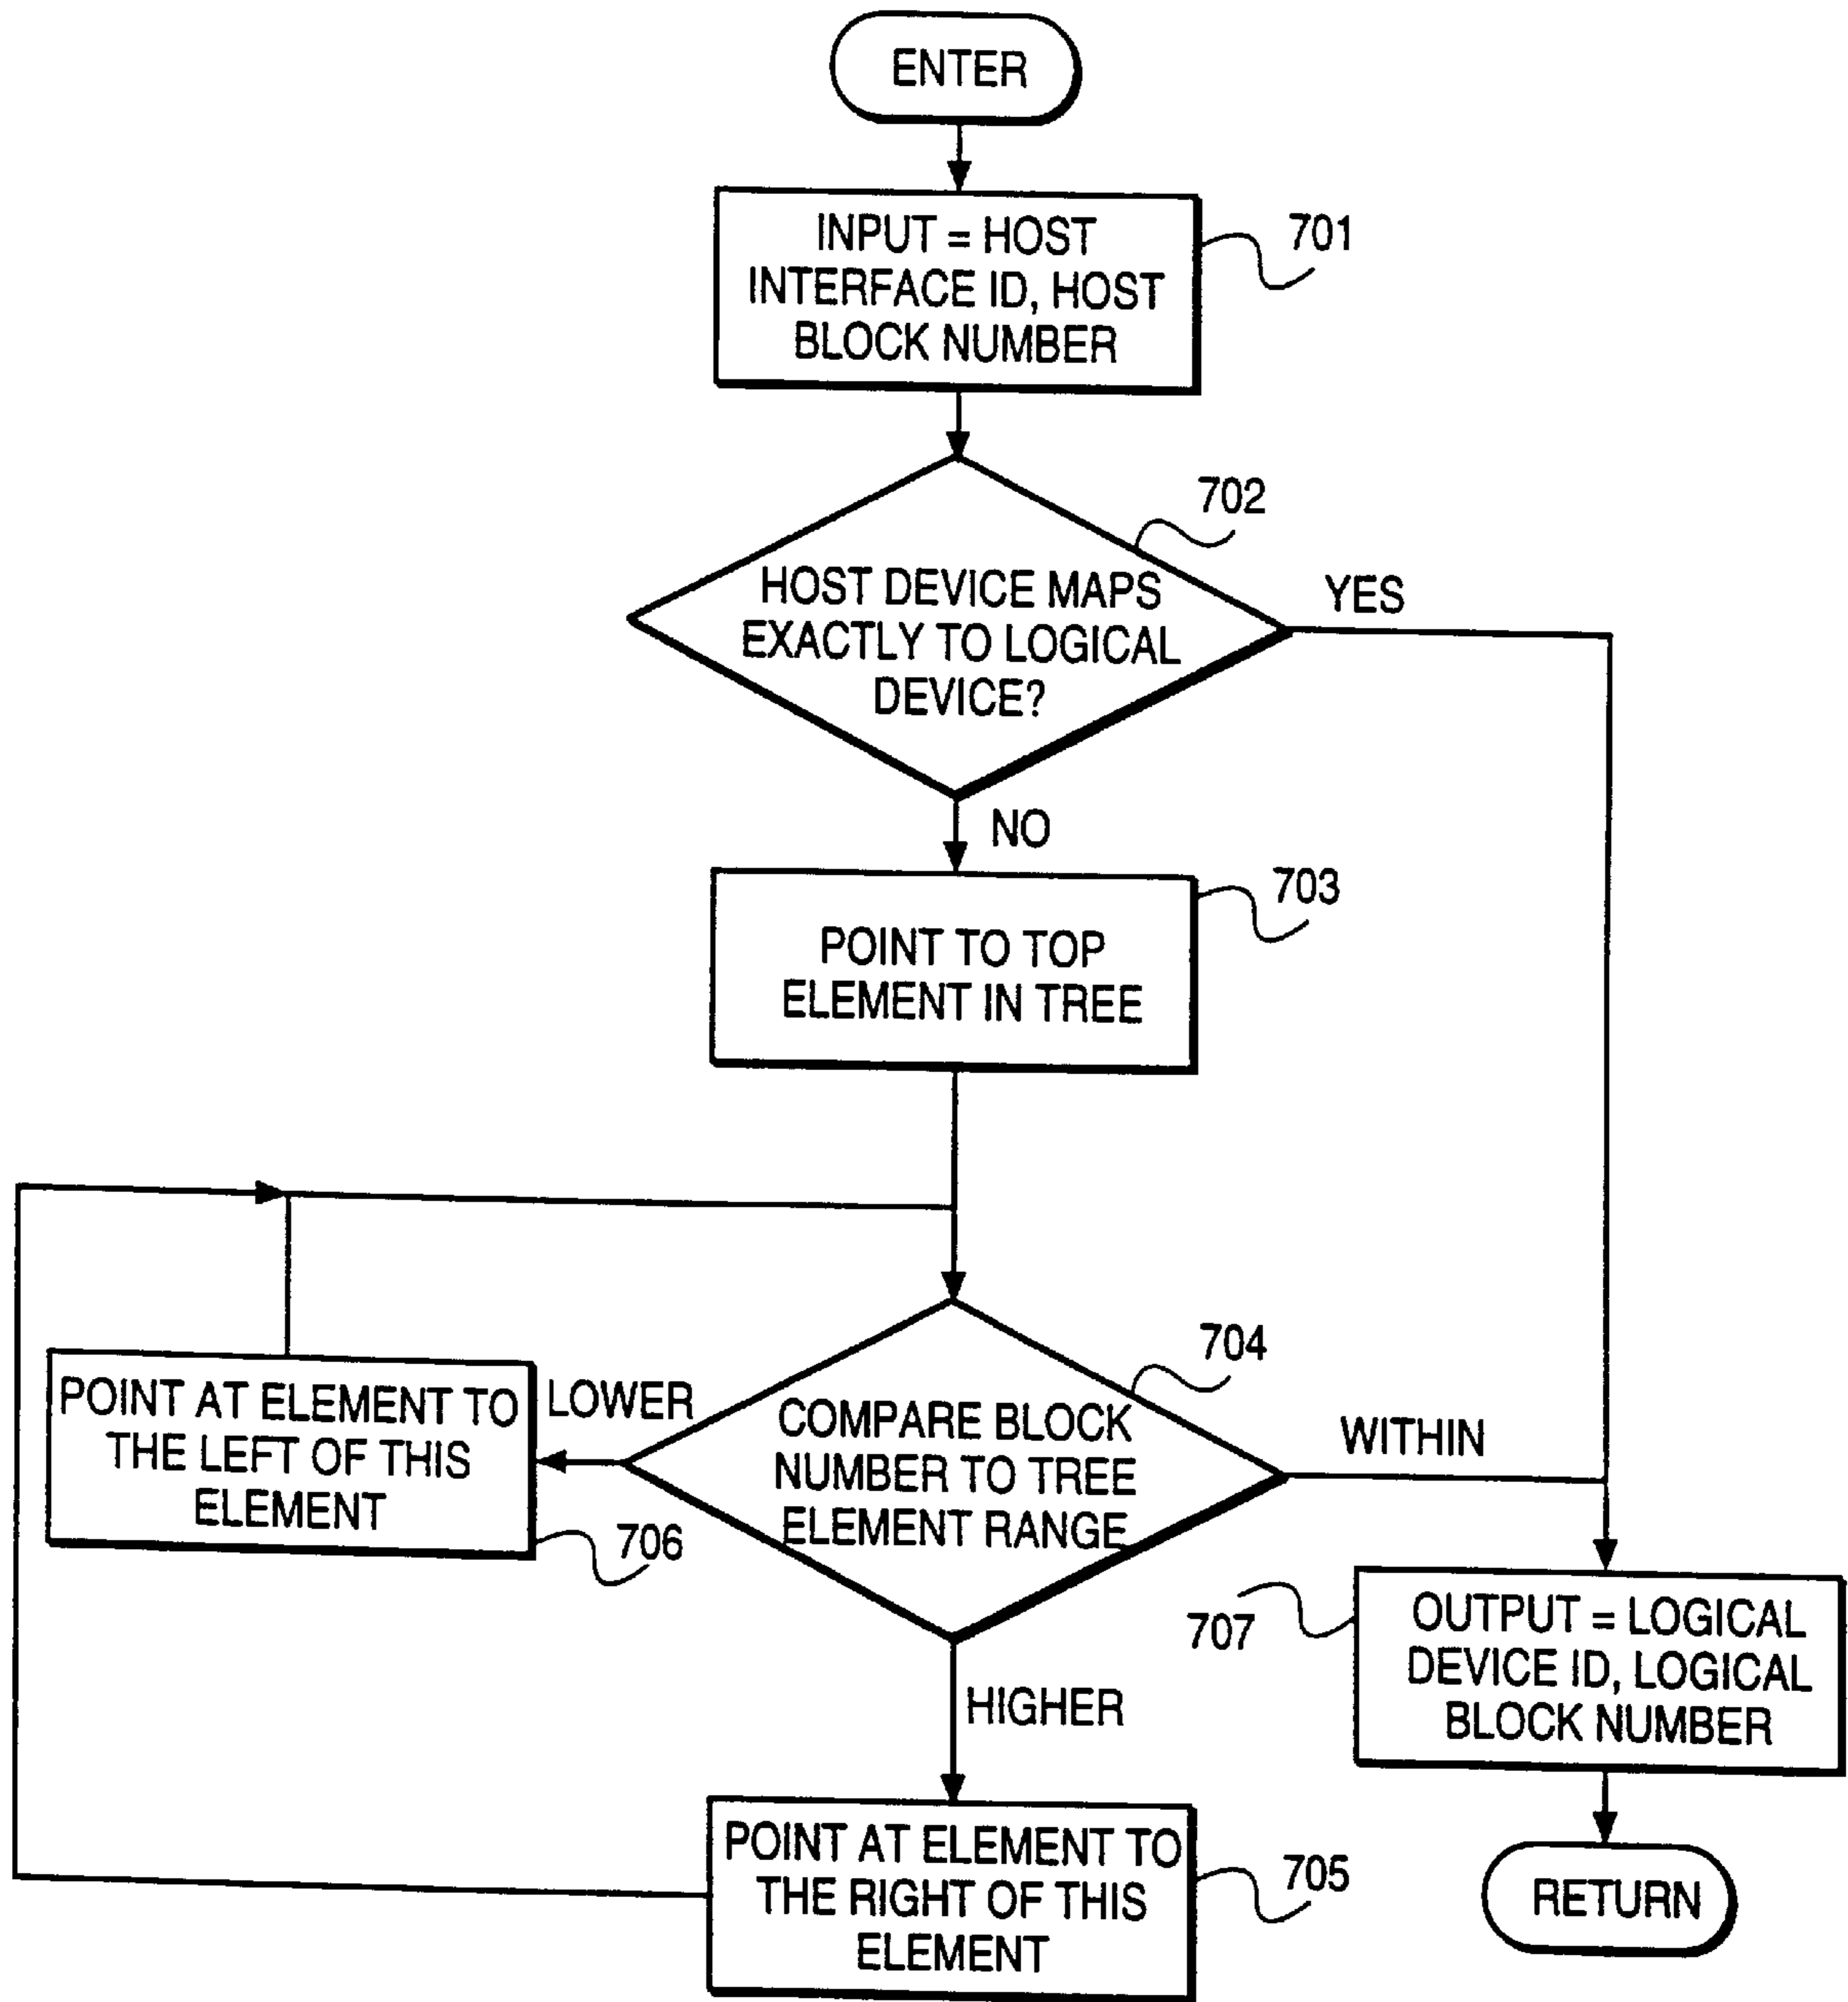 ENTER
INPUT = HOST
INTERFACE ID, HOST
BLOCK NUMBER
701
702
HOST DEVICE MAPS
EXACTLY TO LOGICAL
DEVICE?
YES
NO
703
POINT TO TOP
ELEMENT IN TREE
704
COMPARE BLOCK
NUMBER TO TREE
ELEMENT RANGE
LOWER
POINT AT ELEMENT TO
THE LEFT OF THIS
ELEMENT
706
WITHIN
707
OUTPUT = LOGICAL
DEVICE ID, LOGICAL
BLOCK NUMBER
HIGHER
POINT AT ELEMENT TO
THE RIGHT OF THIS
ELEMENT
705
RETURN